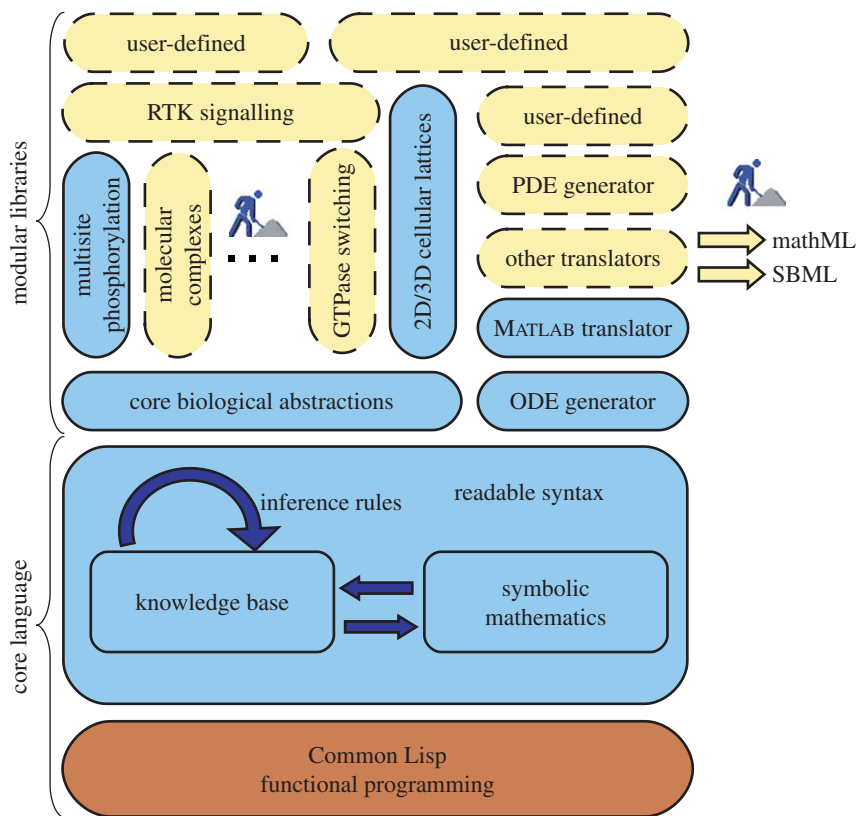 user-defined
user-defined
RTK signalling
user-defined
PDE generator
other translators
mathML
SBML
MATLAB translator
ODE generator
multisite
phosphorylation
molecular
complexes
....
GTPase switching
2D/3D cellular lattices
core biological abstractions
modular libraries
inference rules
readable syntax
knowledge base
symbolic
mathematics
core language
Common Lisp
functional programming